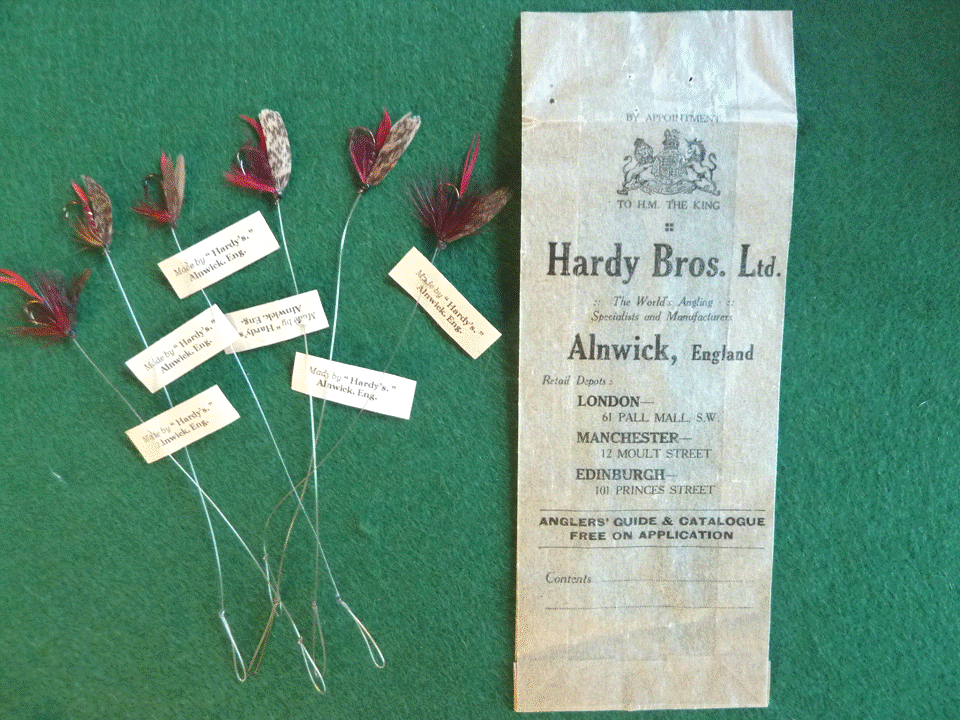 Made by "Hardy's,"
Alnwick, Eng.
Made by "Hardy's,"
Alnwick, Eng.
Made by "Hardy's,"
Alnwick, Eng.
Made by "Hardy's,"
Alnwick, Eng.
Made by "Hardy's,"
Alnwick, Eng.
Made by "Hardy's,"
Alnwick, Eng.
BY APPOINTMENT
TO H.M. THE KING
Hardy Bros. Ltd.
:: The World's Angling ::
Specialists and Manufacturers
Alnwick, England
Retail Depots:
LONDON—
61 PALL MALL, S.W.
MANCHESTER—
12 MOULT STREET
EDINBURGH—
101 PRINCES STREET
ANGLERS' GUIDE & CATALOGUE
FREE ON APPLICATION
Contents